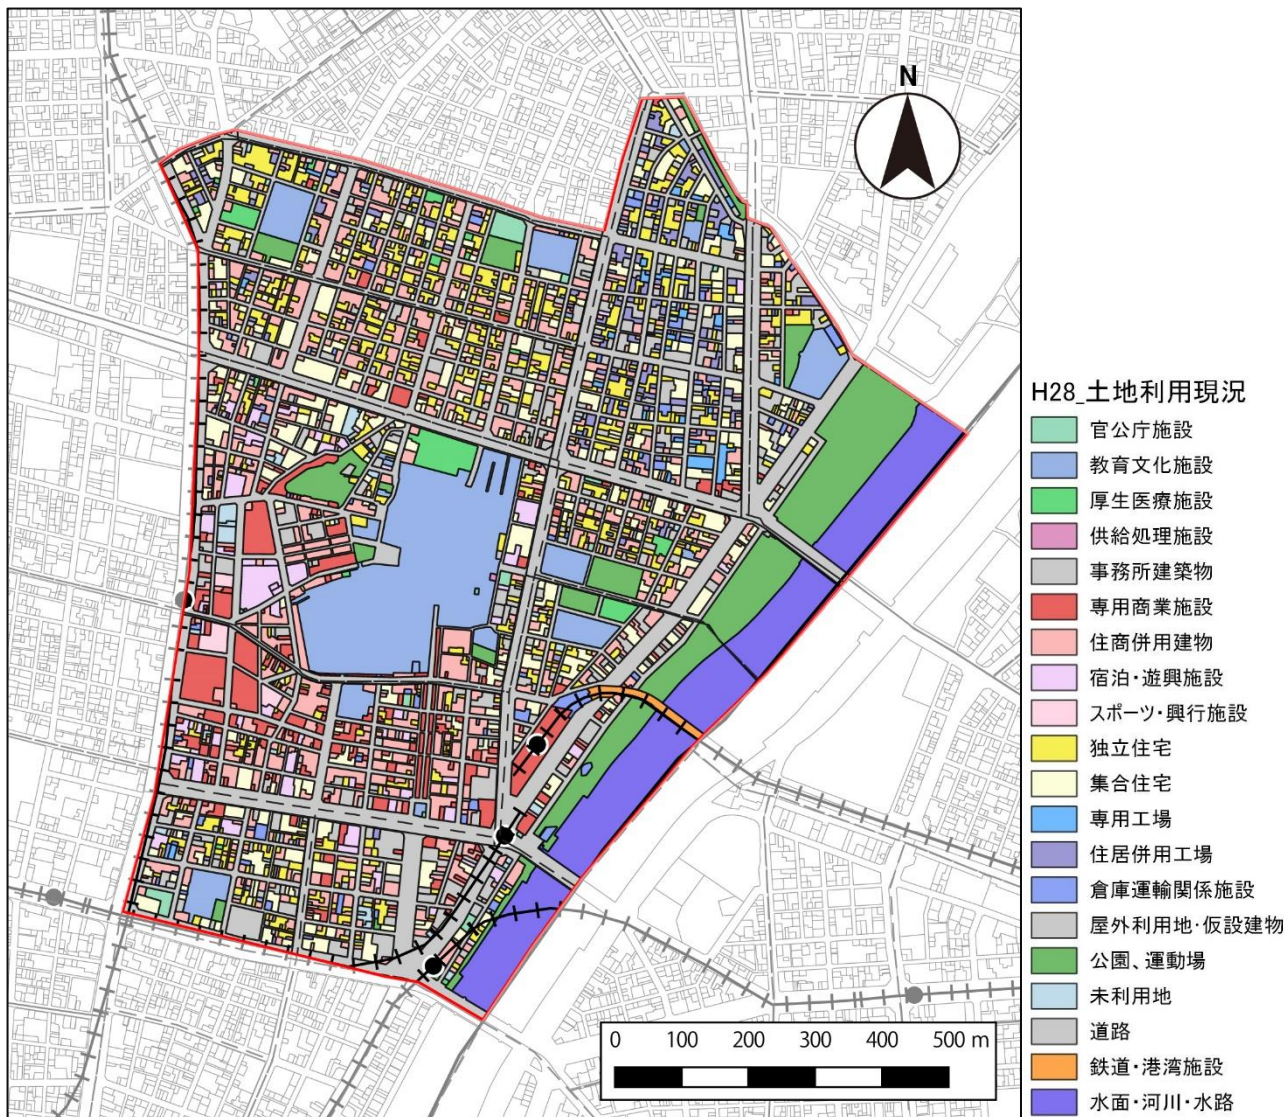 N
H28_土地利用現況
官公庁施設
教育文化施設
厚生医療施設
供給処理施設
事務所建築物
専用商業施設
住商併用建物
宿泊・遊興施設
スポーツ・興行施設
独立住宅
集合住宅
専用工場
住居併用工場
倉庫運輸関係施設
屋外利用地・仮設建物
公園、運動場
未利用地
道路
鉄道・港湾施設
水面・河川・水路
0 100 200 300 400 500 m